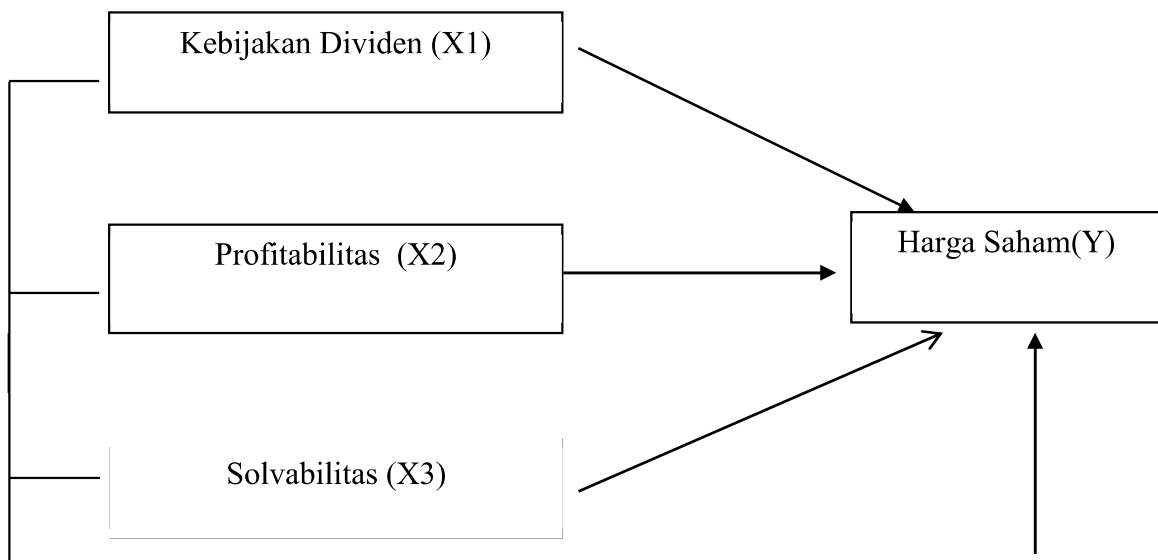 Kebijakan Dividen (X1)
Profitabilitas (X2)
Harga Saham(Y)
Solvabilitas (X3)